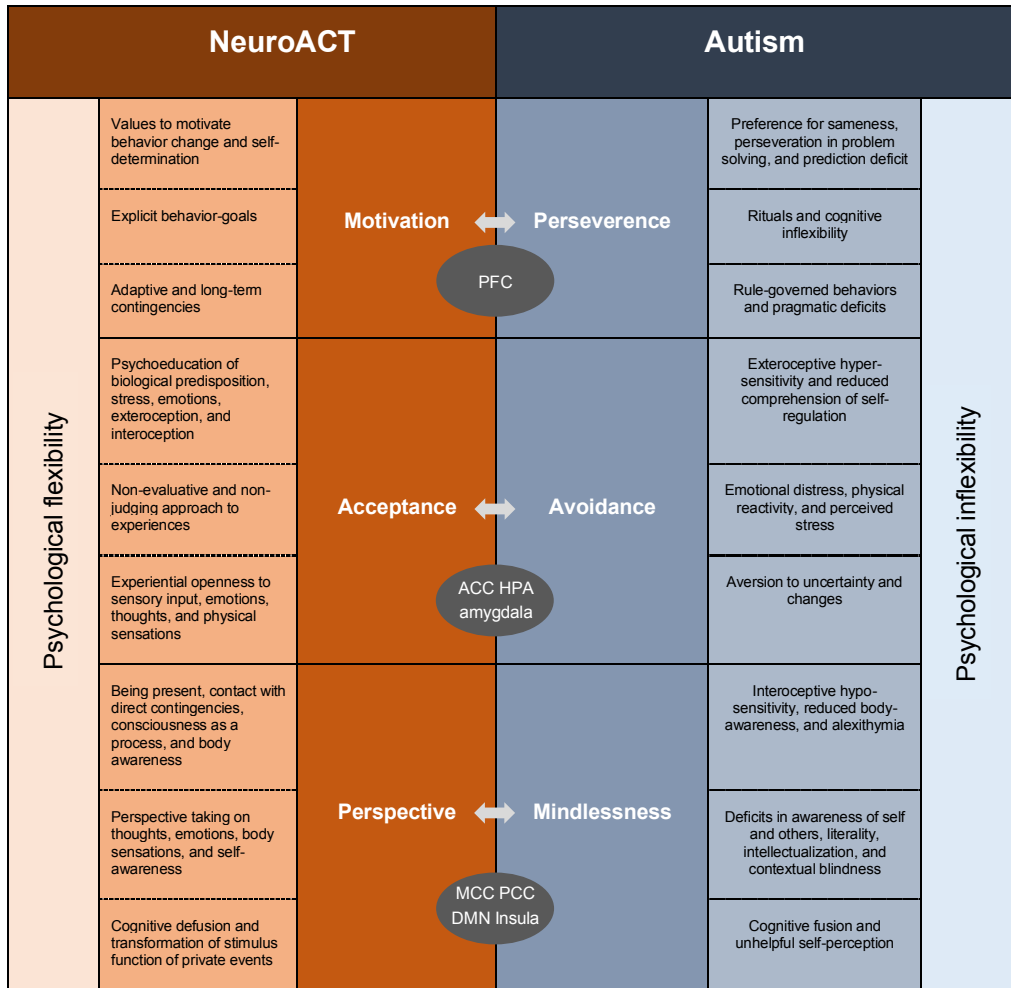 NeuroACT
Autism
Psychological flexibility
Values to motivate
behavior change and self-
determination
Explicit behavior-goals
Adaptive and long-term
contingencies
Motivation
Perseverence
PFC
Preference for sameness,
perseveration in problem
solving, and prediction deficit
Rituals and cognitive
inflexibility
Rule-governed behaviors
and pragmatic deficits
Psychoeducation of
biological predisposition,
stress, emotions,
exteroception, and
interoception
Non-evaluative and non-
judging approach to
experiences
Experiential openness to
sensory input, emotions,
thoughts, and physical
sensations
Acceptance
Avoidance
ACC HPA
amygdala
Exteroceptive hyper-
sensitivity and reduced
comprehension of self-
regulation
Emotional distress, physical
reactivity, and perceived
stress
Aversion to uncertainty and
changes
Being present, contact with
direct contingencies,
consciousness as a
process, and body
awareness
Perspective taking on
thoughts, emotions, body
sensations, and self-
awareness
Cognitive defusion and
transformation of stimulus
function of private events
Perspective
Mindlessness
MCC PCC
DMN Insula
Interoceptive hypo-
sensitivity, reduced body-
awareness, and alexithymia
Deficits in awareness of self
and others, literality,
intellectualization, and
contextual blindness
Cognitive fusion and
unhelpful self-perception
Psychological inflexibility